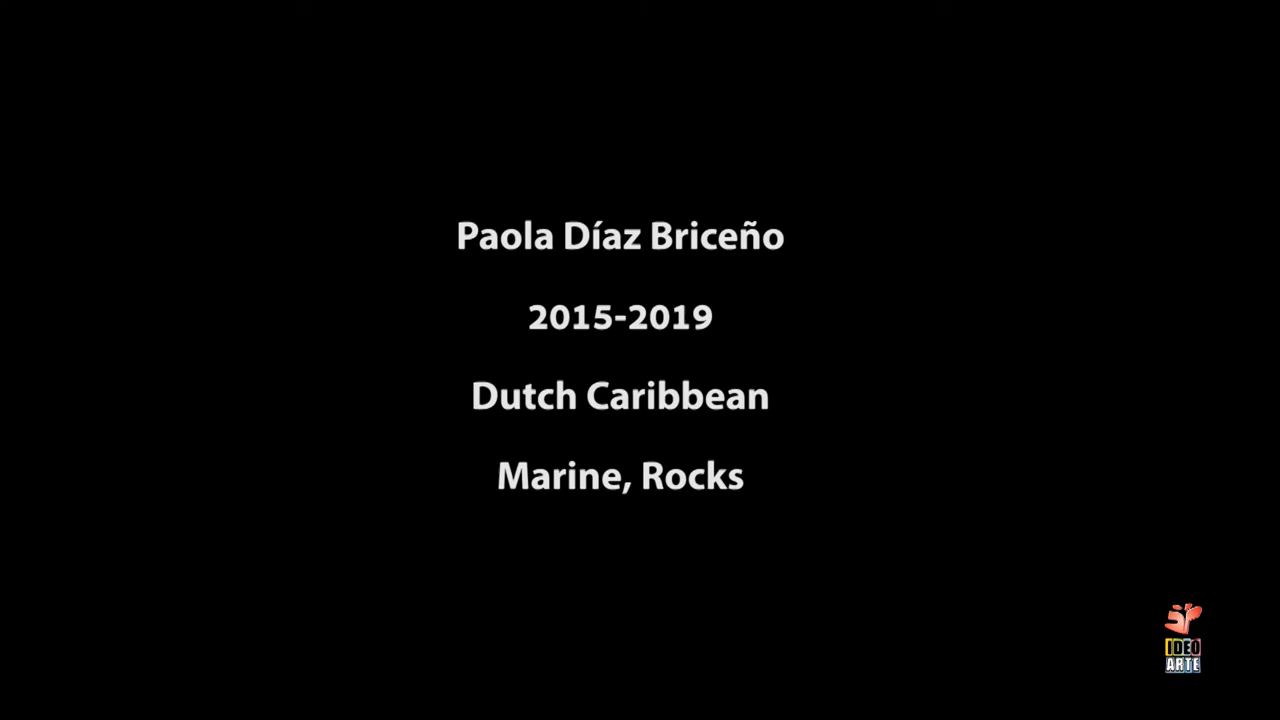 Paola Díaz Briceño
2015-2019
Dutch Caribbean
Marine, Rocks
IDEO
ARTE